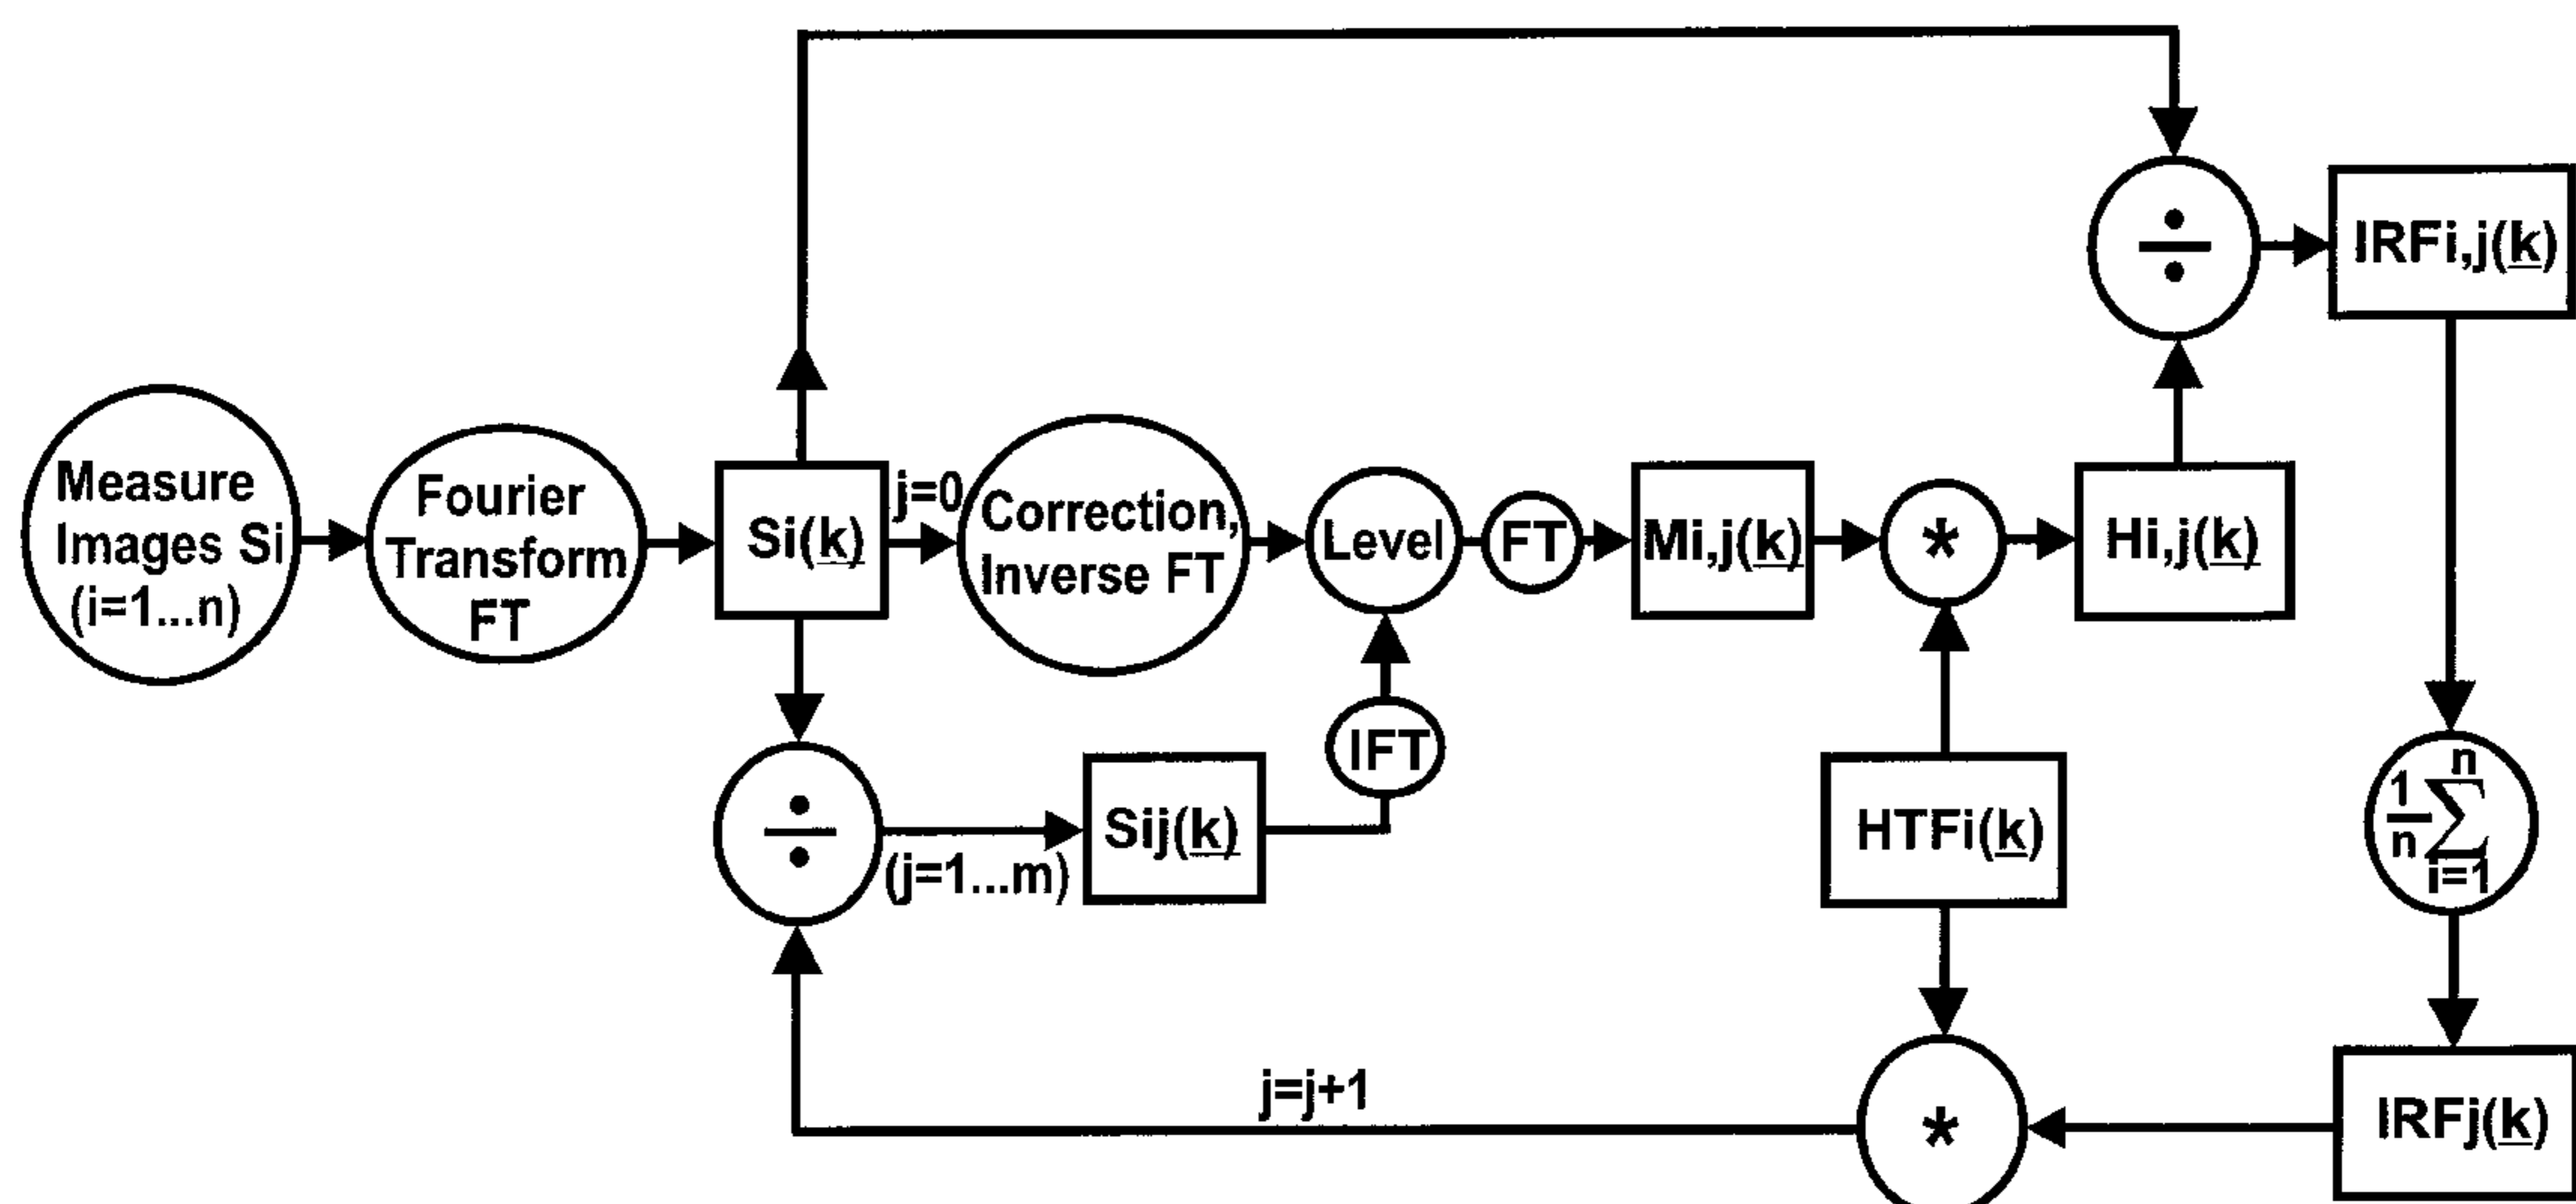 Measure
Images Si
(i=1...n)
Fourier
Transform
FT
Si(k)
j=0
Correction,
Inverse FT
Level
FT
Mi,j(k)
*
Hi,j(k)
÷
IRFi,j(k)
÷
(j=1...m)
Sij(k)
IFT
HTFi(k)
1
n
n
∑
i=1
j=j+1
*
IRFj(k)